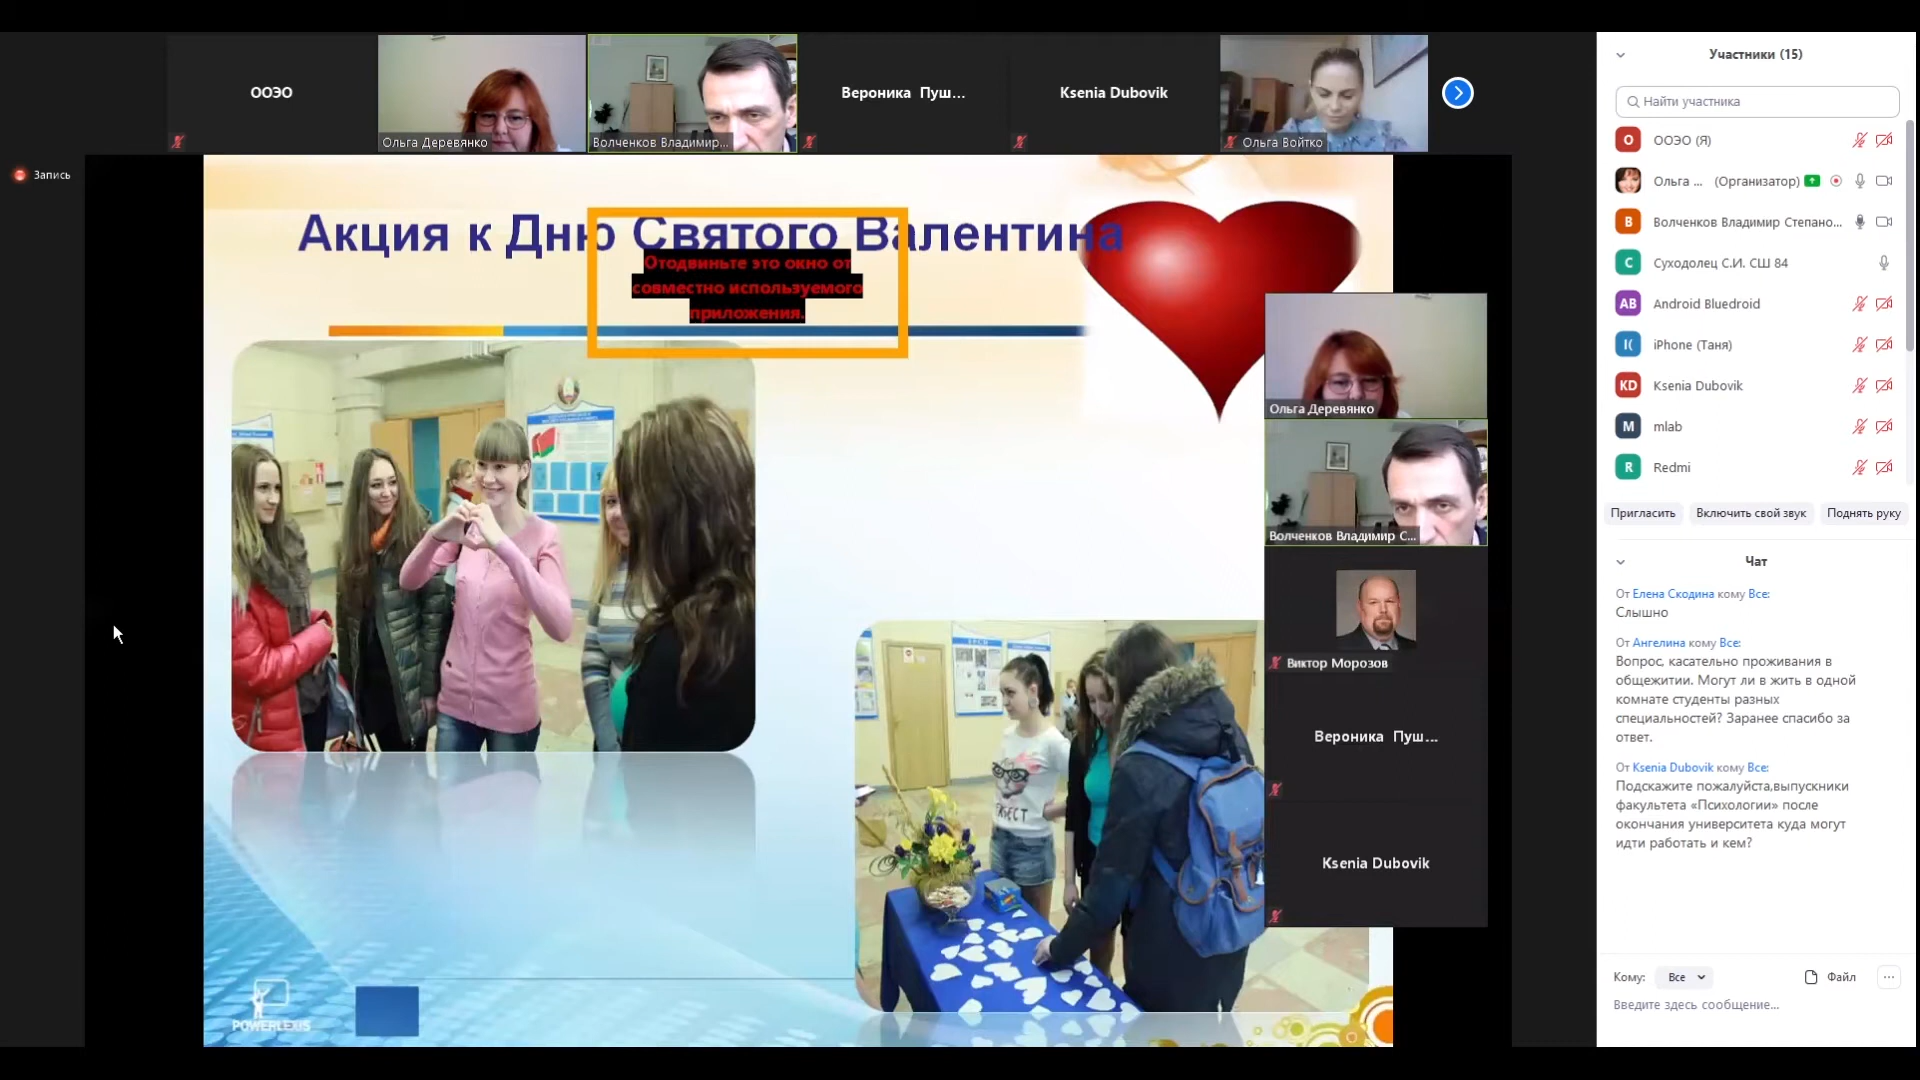 ООЭО
Ольга Деревянко
Волченков Владимир...
Вероника Пуш...
Ksenia Dubovik
Ольга Войтко
Запись
Акция к Дню Святого Валентина
Отодвиньте это окно от
совместно используемого
приложения.
Ольга Деревянко
Волченков Владимир С...
Виктор Морозов
Вероника Пуш...
Ksenia Dubovik
POWERLEXIS
Участники (15)
Найти участника
О ООЭО (Я)
Ольга ... (Организатор)
В Волченков Владимир Степано...
С Суходолец С.И. СШ 84
AB Android Bluedroid
I( iPhone (Таня)
KD Ksenia Dubovik
M mlab
R Redmi
Пригласить Включить свой звук Поднять руку
Чат
От Елена Скодина кому Все:
Слышно
От Ангелина кому Все:
Вопрос, касательно проживания в
общежитии. Могут ли в жить в одной
комнате студенты разных
специальностей? Заранее спасибо за
ответ.
От Ksenia Dubovik кому Все:
Подскажите пожалуйста,выпускники
факультета «Психологии» после
окончания университета куда могут
идти работать и кем?
Кому: Все Файл ...
Введите здесь сообщение...